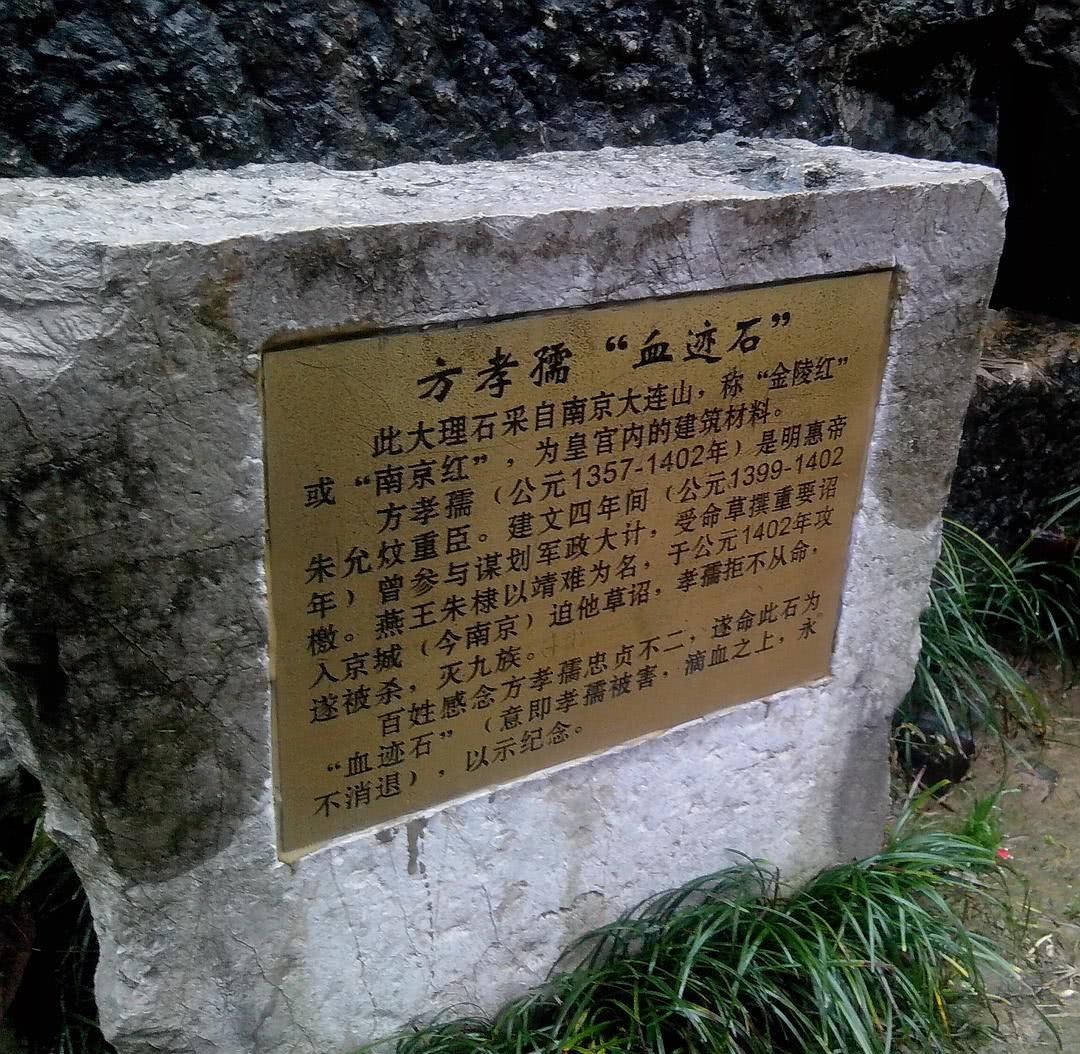 方孝孺“血迹石”
此大理石采自南京大连山，称“金陵红”
或“南京红”，为皇宫内的建筑材料。
方孝孺（公元1357-1402年）是明惠帝
朱允炆重臣。建文四年间（公元1399-1402
年）曾参与谋划军政大计，受命草撰重要诏
檄。燕王朱棣以靖难为名，于公元1402年攻
入京城（今南京）迫他草诏，孝孺拒不从命，
遂被杀，灭九族。
百姓感念方孝孺忠贞不二，遂命此石为
“血迹石”（意即孝孺被害，滴血之上，永
不消退），以示纪念。